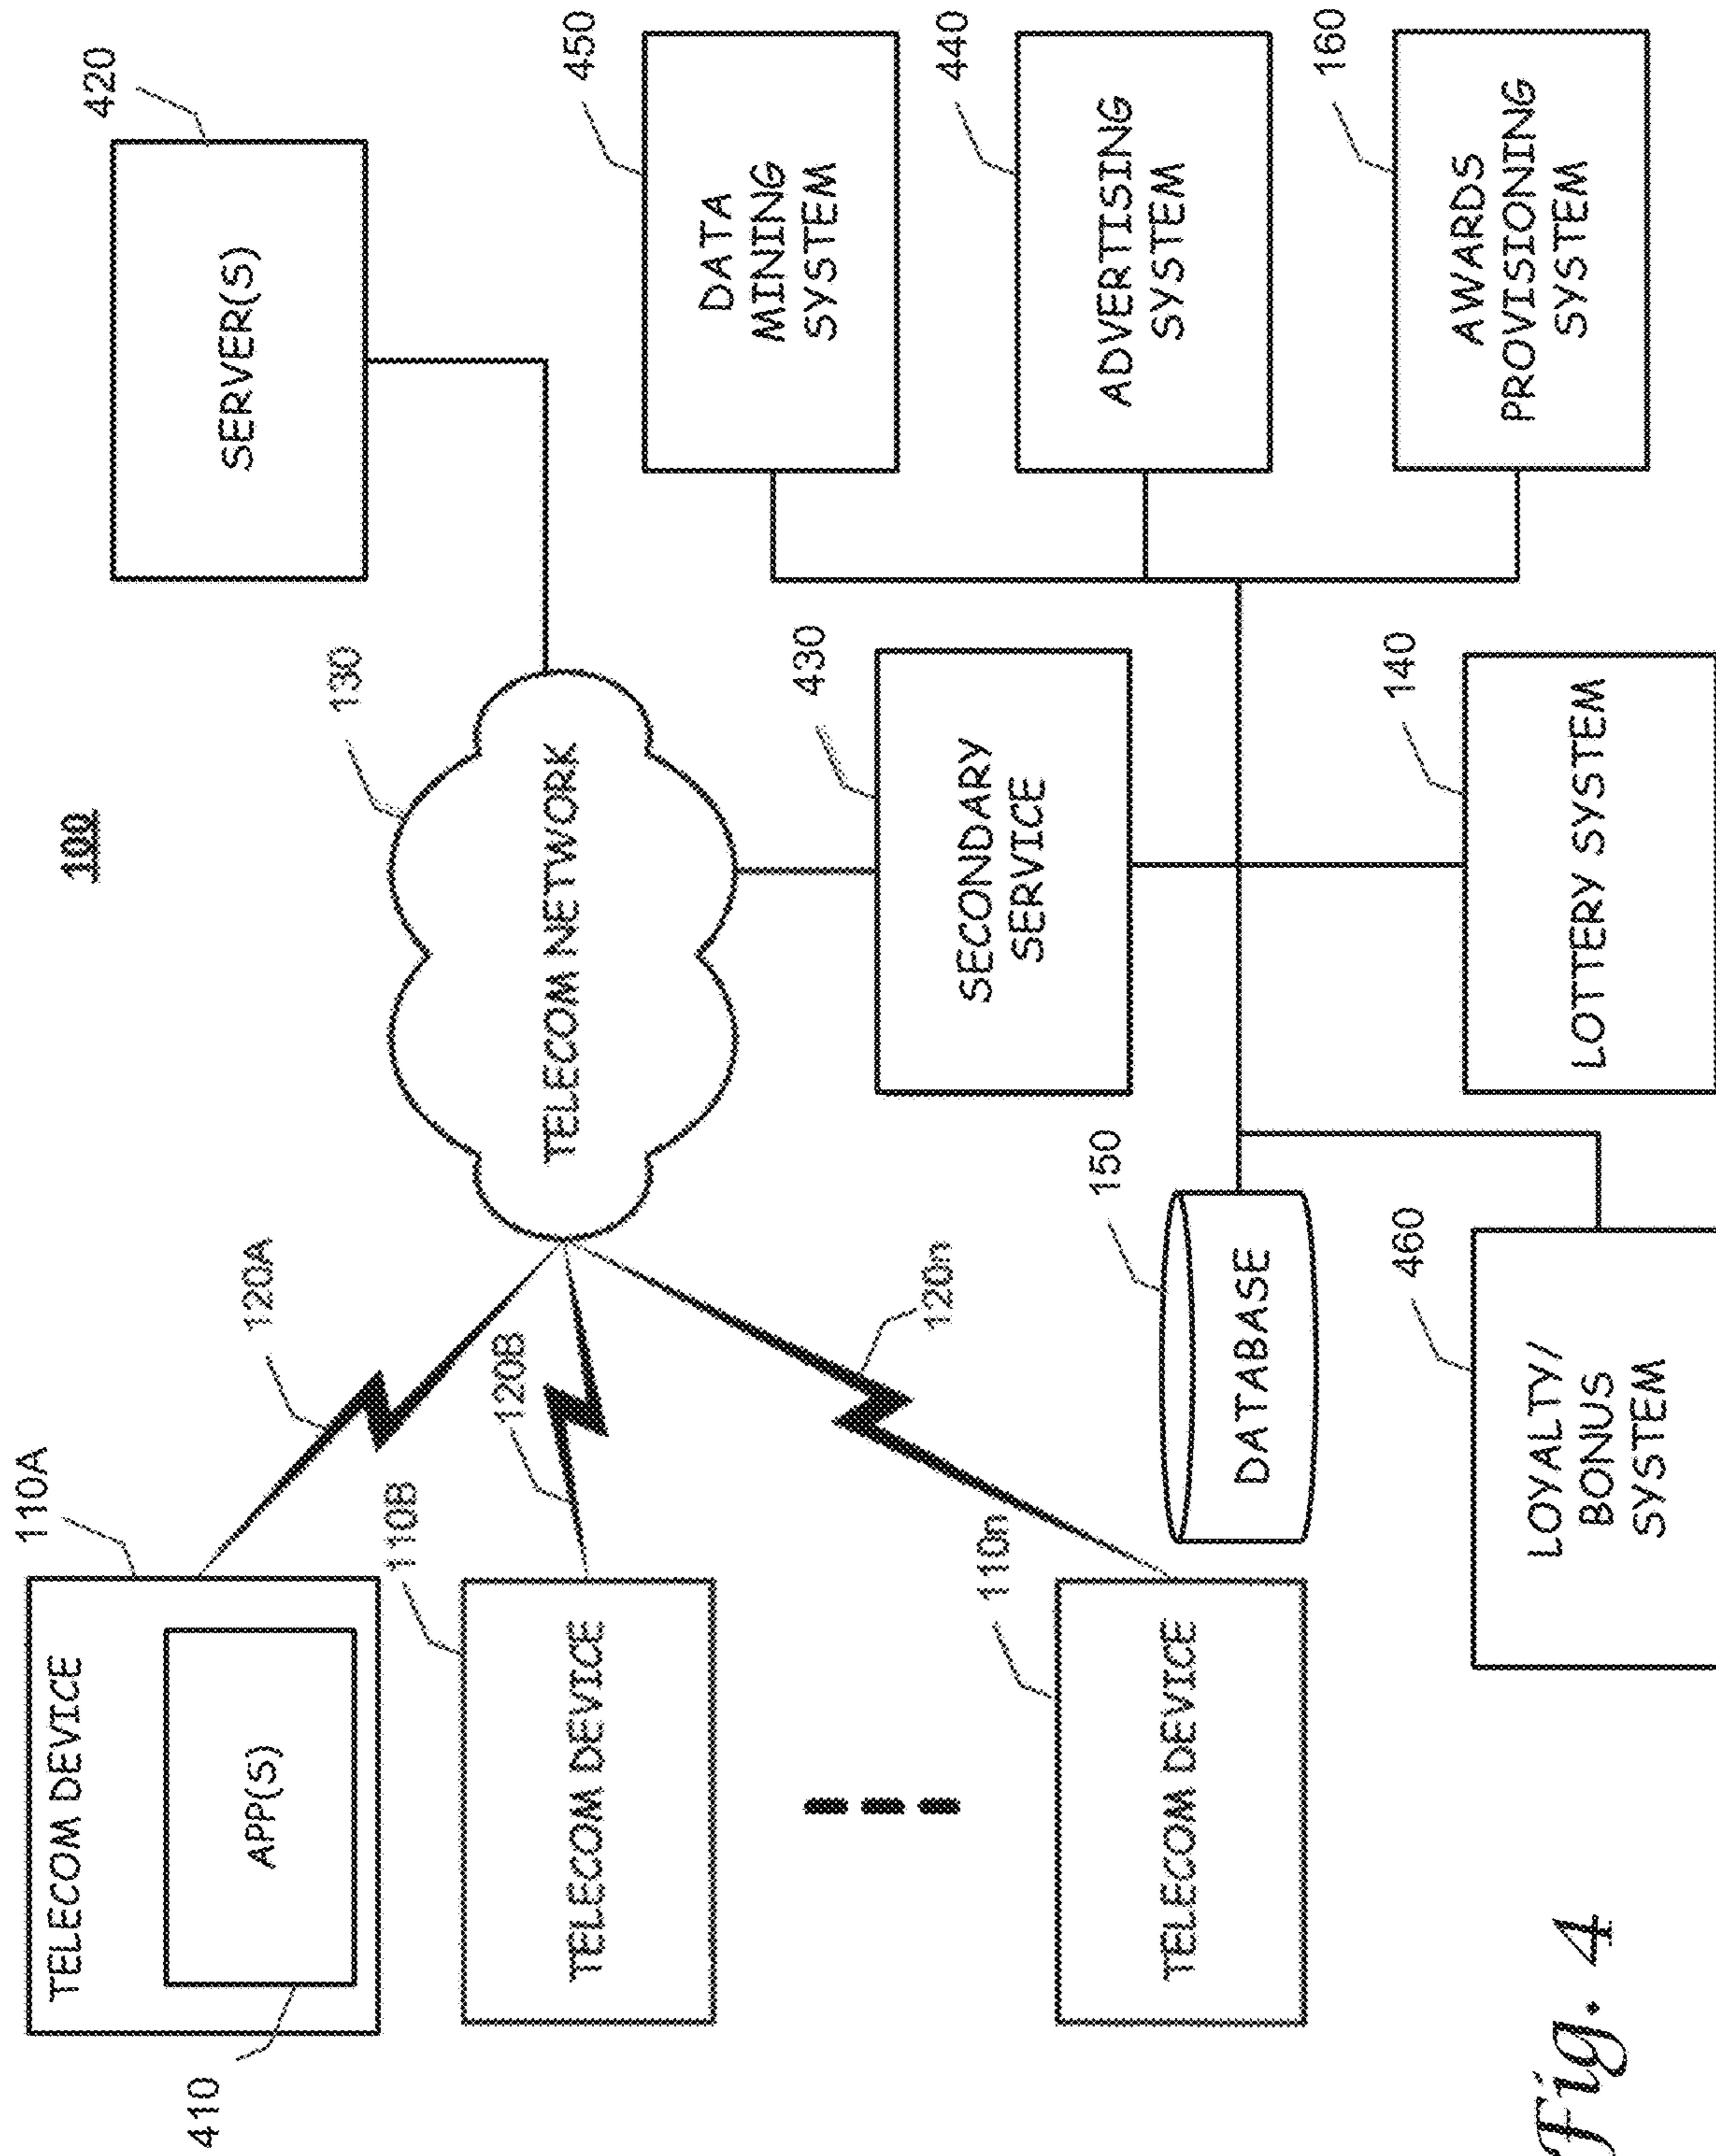 100
110A
TELECOM DEVICE
APP(S)
410
120A
130
TELECOM NETWORK
420
SERVER(S)
110B
TELECOM DEVICE
120B
430
SECONDARY
SERVICE
450
DATA
MINING
SYSTEM
110n
TELECOM DEVICE
120n
440
ADVERTISING
SYSTEM
150
DATABASE
140
LOTTERY SYSTEM
160
AWARDS
PROVISIONING
SYSTEM
460
LOYALTY/
BONUS
SYSTEM
Fig. 4